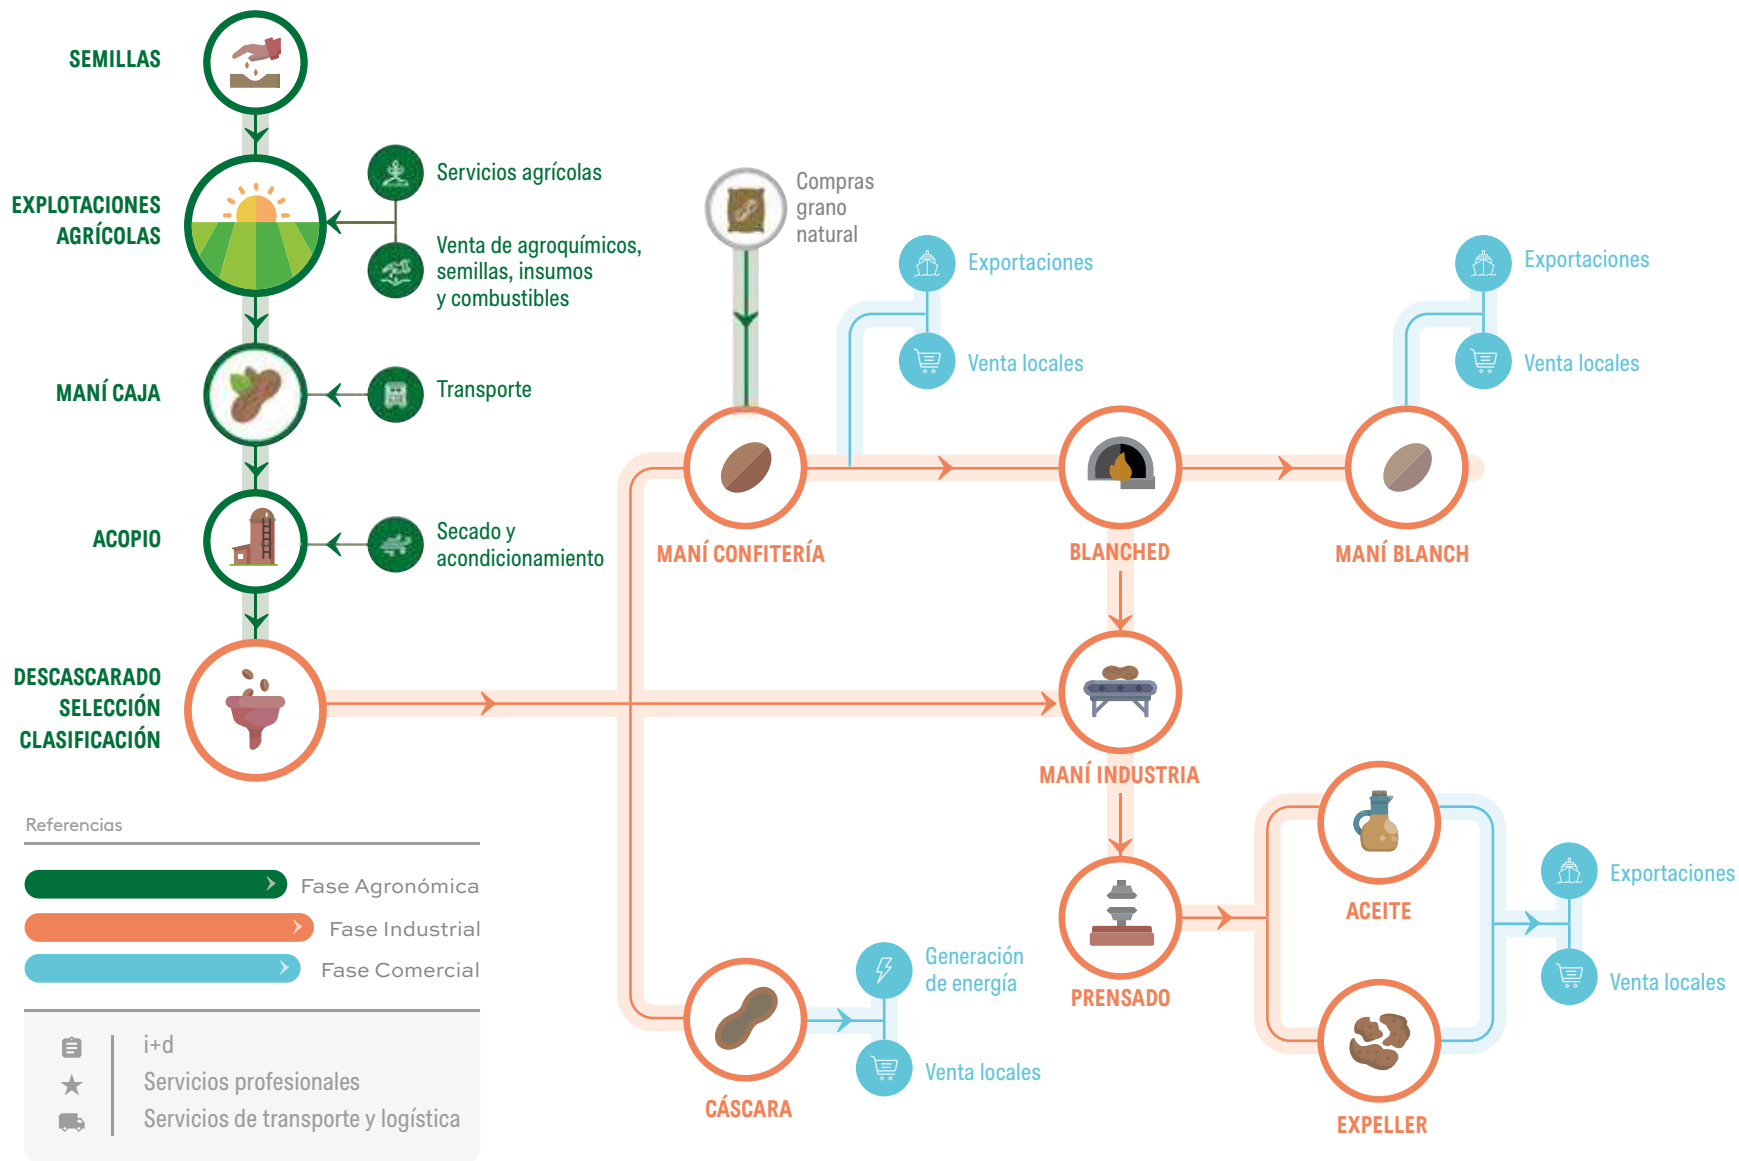 SEMILLAS
EXPLOTACIONES
AGRÍCOLAS
Servicios agrícolas
Venta de agroquímicos,
semillas, insumos
y combustibles
MANÍ CAJA
Transporte
ACOPIO
Secado y
acondicionamiento
DESCASCARADO
SELECCIÓN
CLASIFICACIÓN
Compras
grano
natural
Exportaciones
Venta locales
Exportaciones
Venta locales
MANÍ CONFITERÍA
BLANCHED
MANÍ BLANCH
MANÍ INDUSTRIA
PRENSADO
ACEITE
EXPELLER
Exportaciones
Venta locales
CÁSCARA
Generación
de energía
Venta locales
Referencias
Fase Agronómica
Fase Industrial
Fase Comercial
i+d
Servicios profesionales
Servicios de transporte y logística